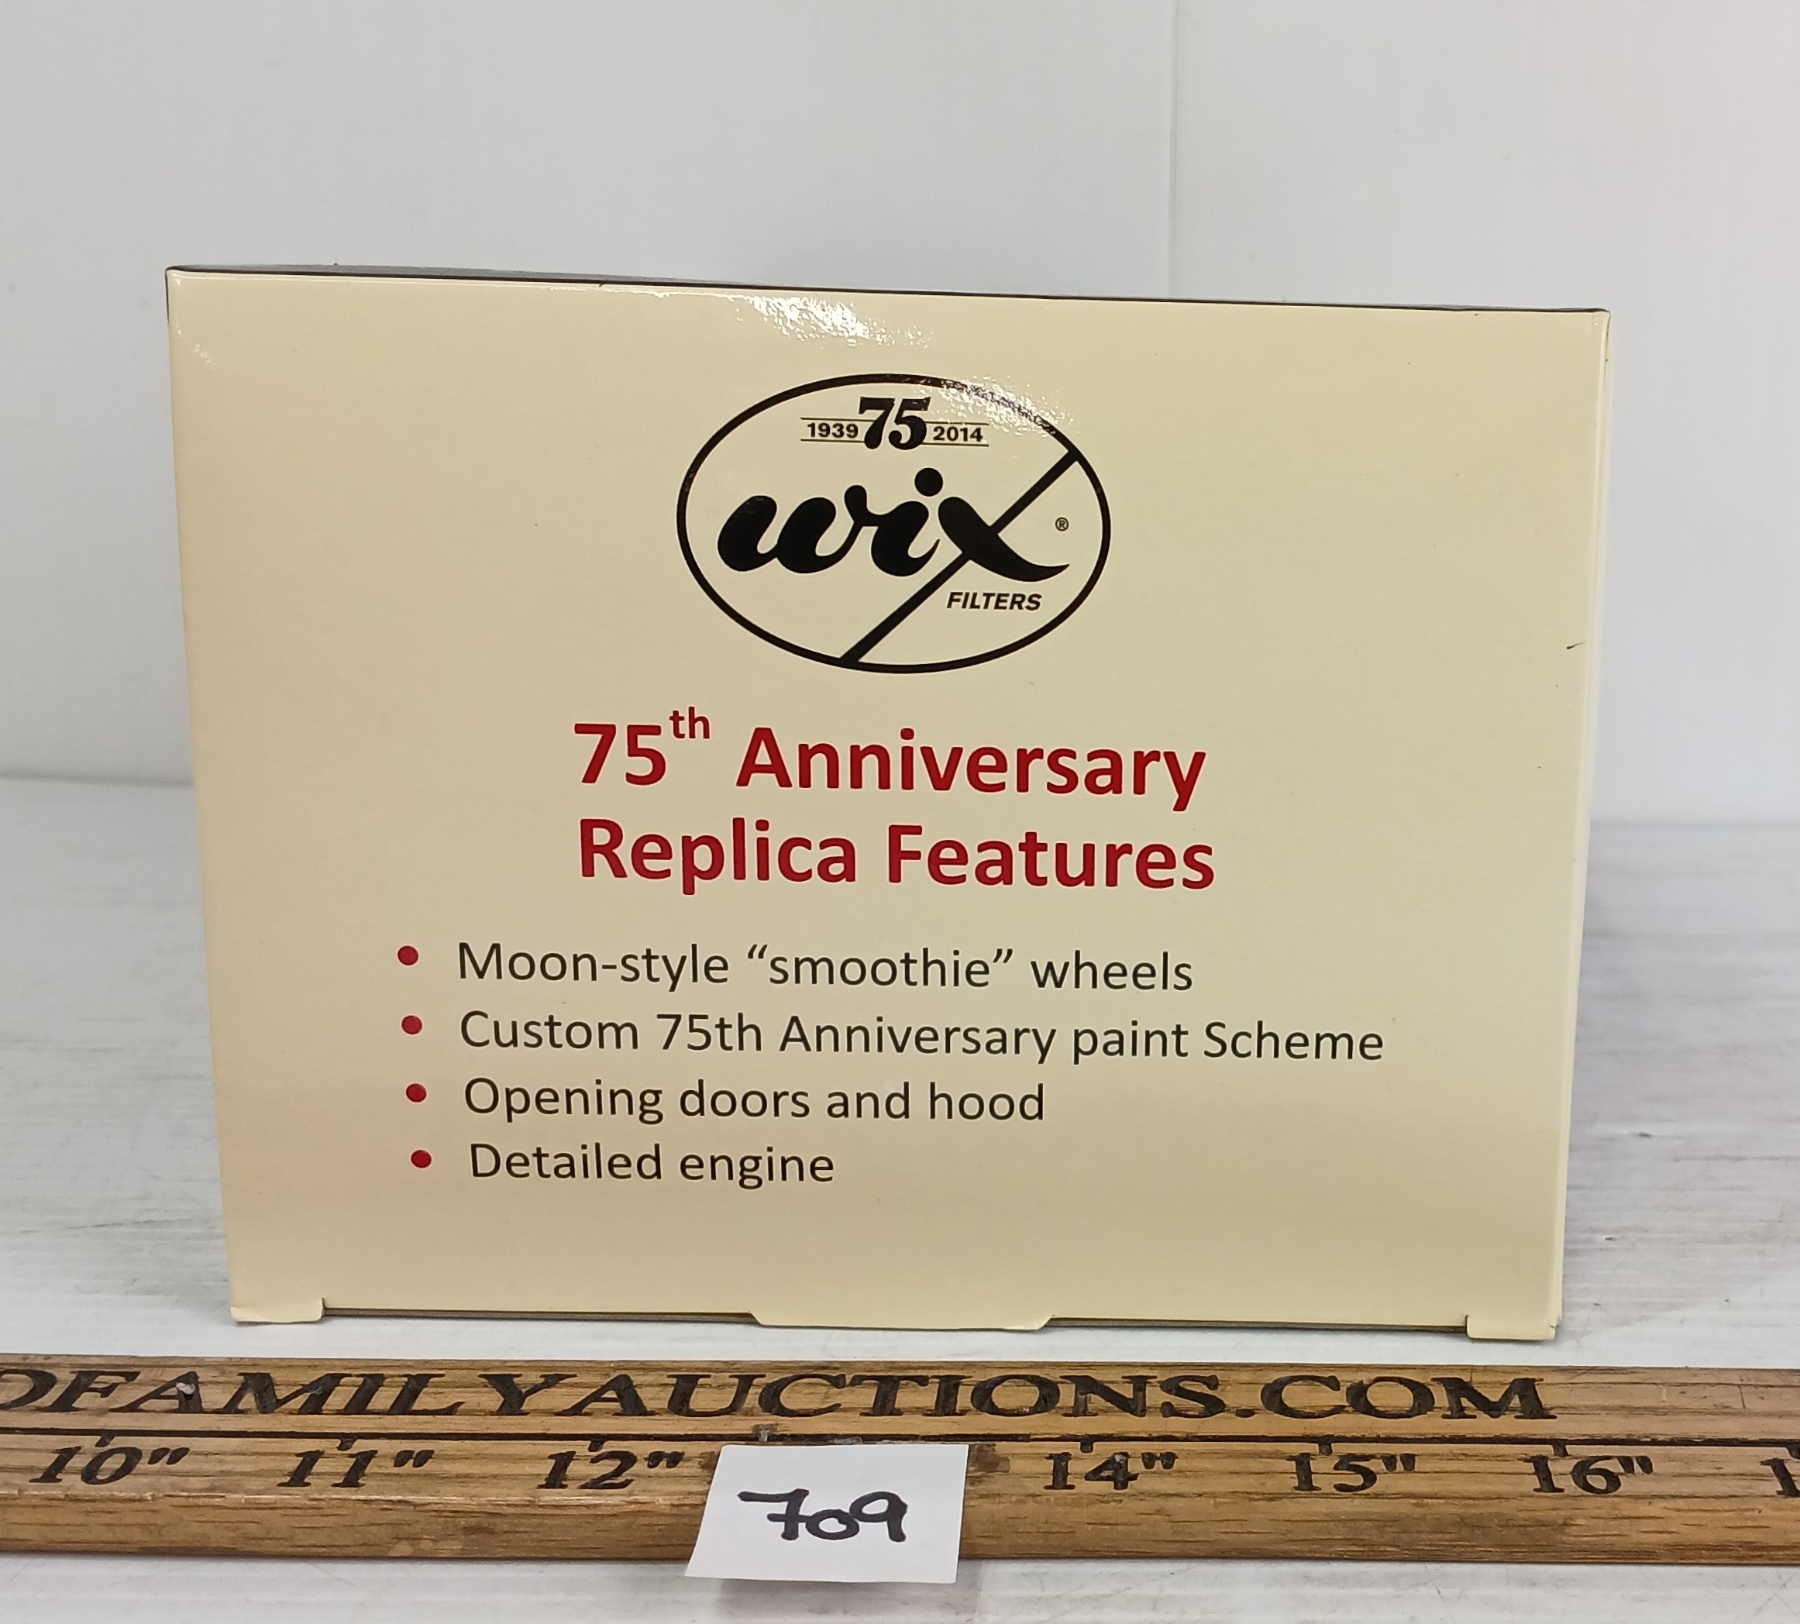 1939 75 2014
wix ®
FILTERS
75th Anniversary
Replica Features
• Moon-style “smoothie” wheels
• Custom 75th Anniversary paint Scheme
• Opening doors and hood
• Detailed engine
FAMILYAUCTIONS.COM
10" 11" 12" 14" 15" 16"
709